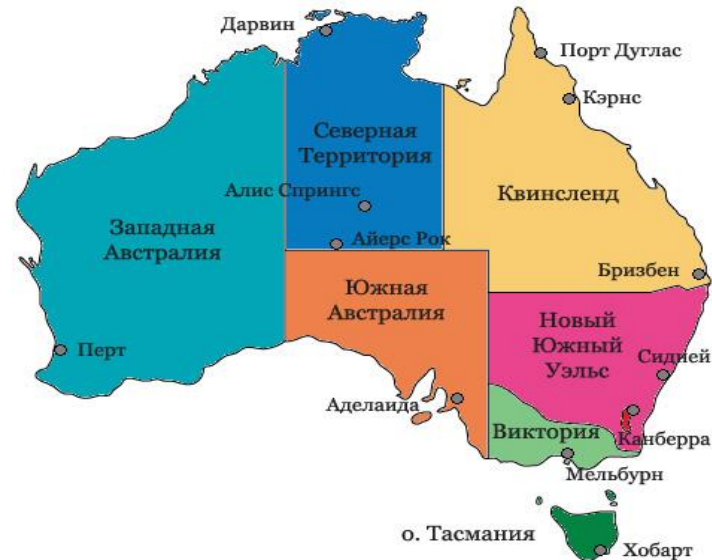 Дарвин
Порт Дуглас
Кэрнс
Северная
Территория
Алис Спрингс
Квинсленд
Западная
Австралия
Айерс Рок
Бризбен
Южная
Австралия
Новый
Южный
Уэльс
Сидней
Перт
Аделаида
Виктория
Канберра
Мельбурн
о. Тасмания
Хобарт